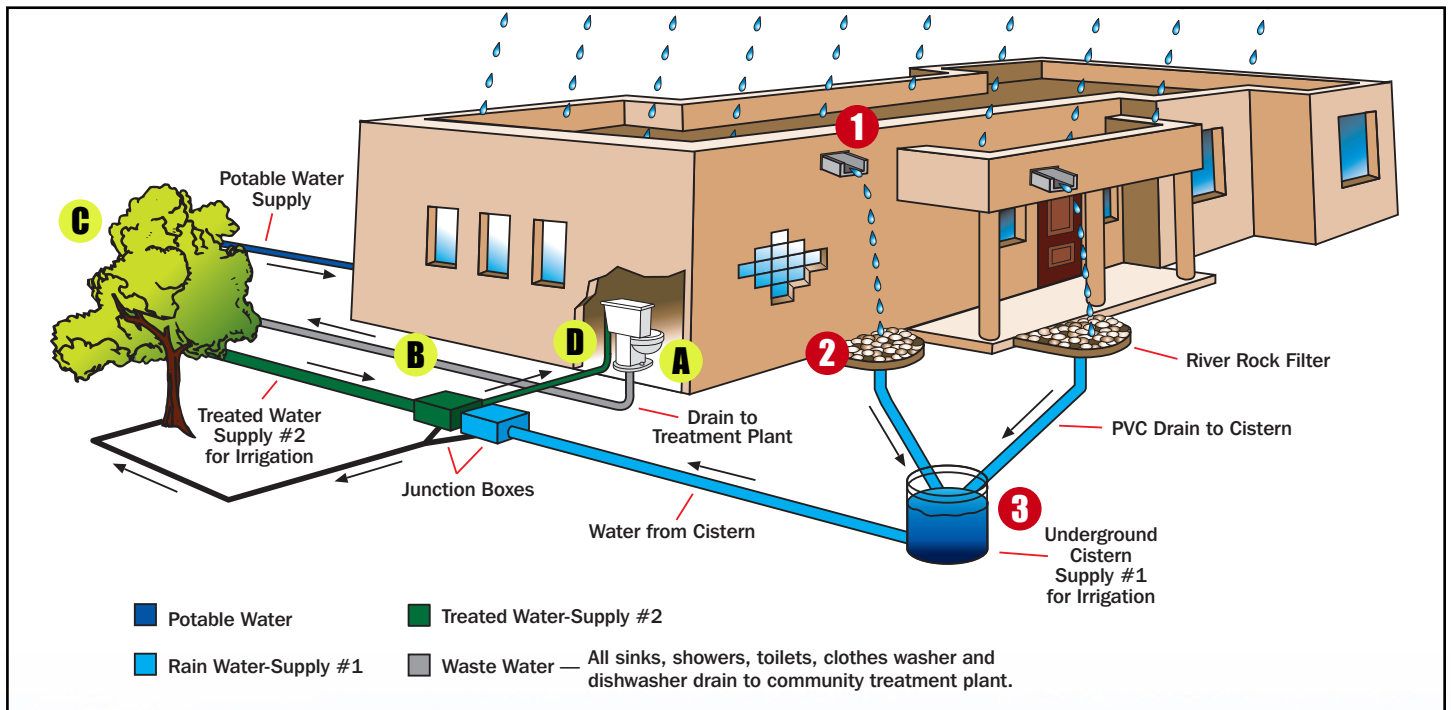 1
Potable Water
Supply
C
D
A
B
2
River Rock Filter
Treated Water
Supply #2
for Irrigation
Drain to
Treatment Plant
PVC Drain to Cistern
Junction Boxes
3
Water from Cistern
Underground
Cistern
Supply #1
for Irrigation
Potable Water
Treated Water-Supply #2
Rain Water-Supply #1
Waste Water — All sinks, showers, toilets, clothes washer and
dishwasher drain to community treatment plant.